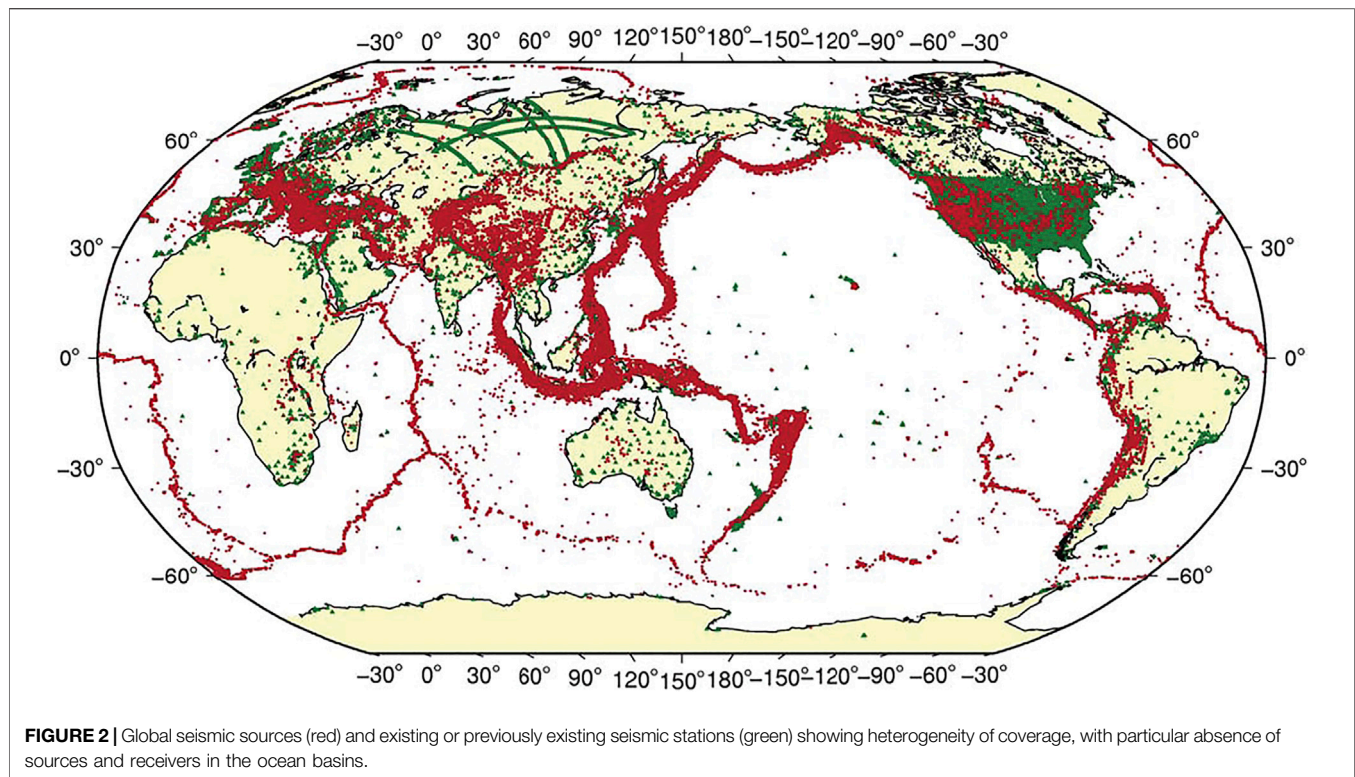 −30° 0° 30° 60° 90° 120°150°180°−150°−120°−90° −60° −30°
60° 60°
30° 30°
0° 0°
−30° −30°
−60° −60°
−30° 0° 30° 60° 90° 120°150°180°−150°−120°−90° −60° −30°
FIGURE 2 | Global seismic sources (red) and existing or previously existing seismic stations (green) showing heterogeneity of coverage, with particular absence of
sources and receivers in the ocean basins.